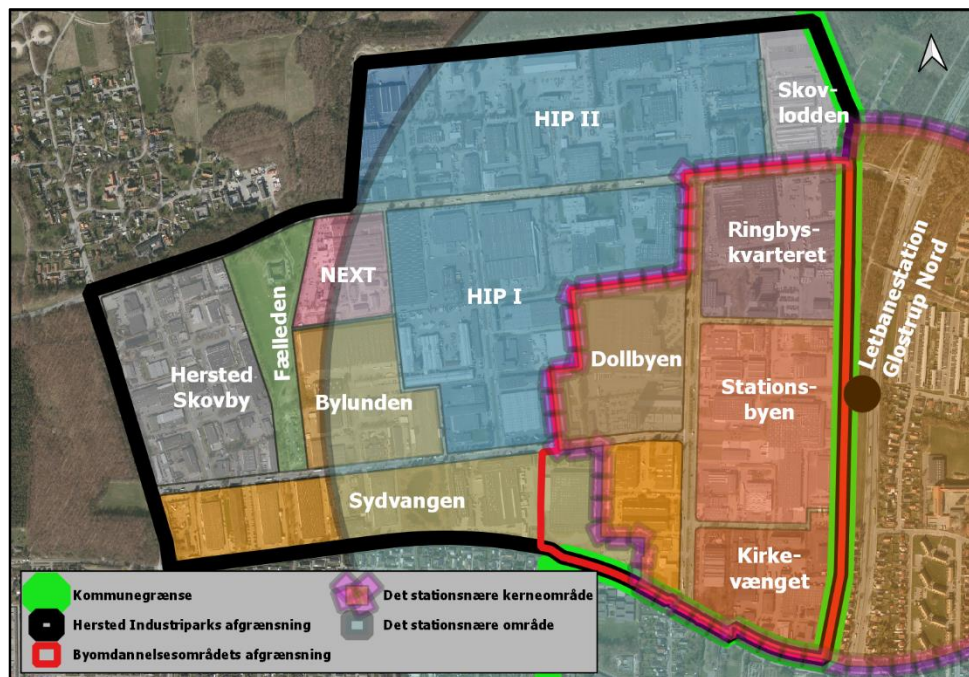 HIP II
Skov-
lodden
NEXT
Fælleden
HIP I
Ringbys-
kvarteret
Letbanestation
Glostrup Nord
Hersted
Skovby
Bylunden
Dollbyen
Stations-
byen
Sydvangen
Kirke-
vænget
Kommunegrænse
Hersted Industriparks afgrænsning
Byomdannelsesområdets afgrænsning
Det stationsnære kerneområde
Det stationsnære område